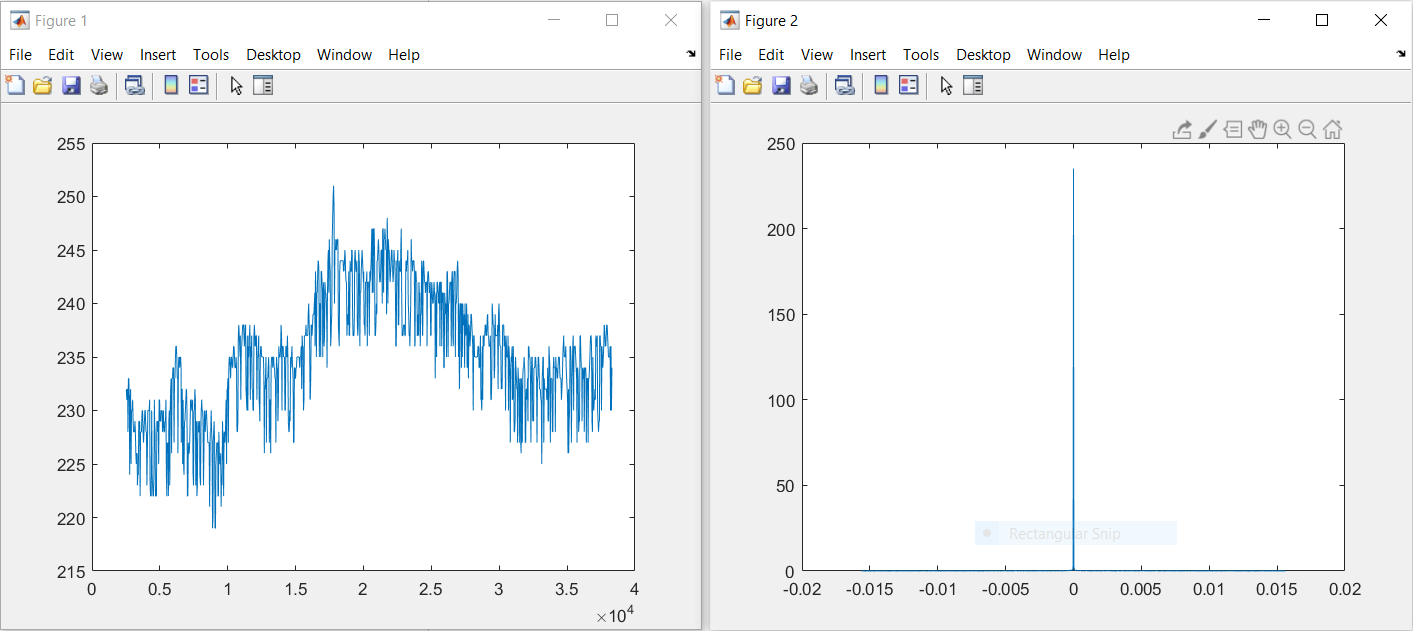 Figure 1
File Edit View Insert Tools Desktop Window Help
255
250
245
240
235
230
225
220
215
0 0.5 1 1.5 2 2.5 3 3.5 4
×10^4
Figure 2
File Edit View Insert Tools Desktop Window Help
250
200
150
100
50
0
Rectangular Snip
-0.02 -0.015 -0.01 -0.005 0 0.005 0.01 0.015 0.02